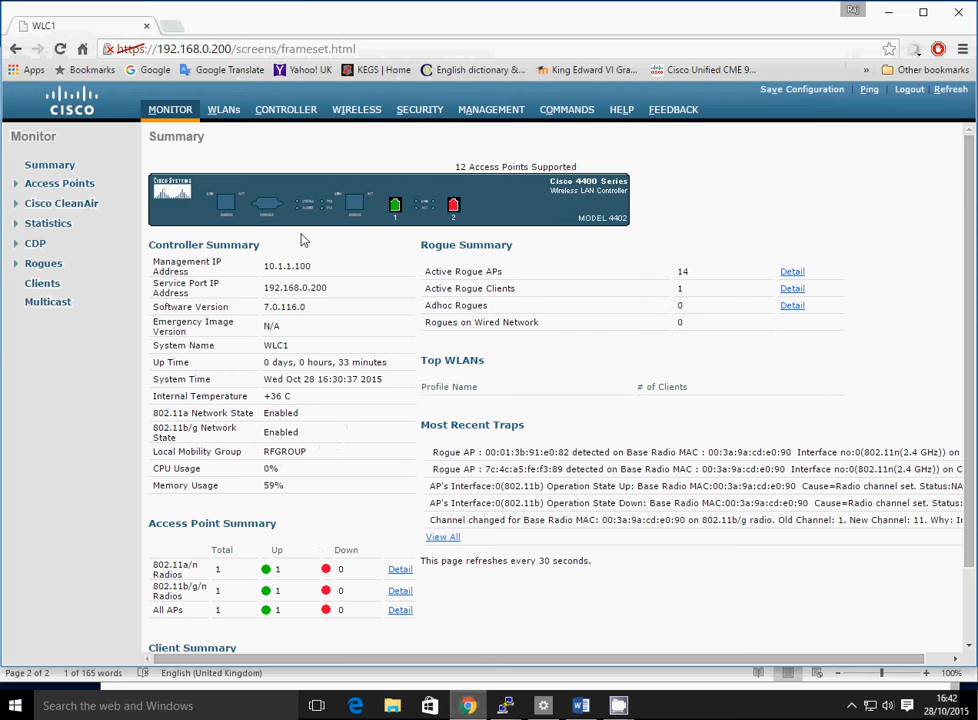 Raj
WLC1
https://192.168.0.200/screens/frameset.html
Apps Bookmarks Google Google Translate Yahoo! UK KEGS | Home English dictionary &... King Edward VI Gra... Cisco Unified CME 9... » Other bookmarks
Save Configuration Ping Logout Refresh
CISCO MONITOR WLANs CONTROLLER WIRELESS SECURITY MANAGEMENT COMMANDS HELP FEEDBACK
Monitor
Summary
Access Points
Cisco CleanAir
Statistics
CDP
Rogues
Clients
Multicast
Summary
12 Access Points Supported
CISCO SYSTEMS
Cisco 4400 Series
Wireless LAN Controller
1 2
MODEL 4402
Controller Summary
Management IP
Address 10.1.1.100
Service Port IP
Address 192.168.0.200
Software Version 7.0.116.0
Emergency Image
Version N/A
System Name WLC1
Up Time 0 days, 0 hours, 33 minutes
System Time Wed Oct 28 16:30:37 2015
Internal Temperature +36 C
802.11a Network State Enabled
802.11b/g Network
State Enabled
Local Mobility Group RFGROUP
CPU Usage 0%
Memory Usage 59%
Access Point Summary
Total Up Down
802.11a/n
Radios 1 1 0 Detail
802.11b/g/n
Radios 1 1 0 Detail
All APs 1 1 0 Detail
Client Summary
Rogue Summary
Active Rogue APs 14 Detail
Active Rogue Clients 1 Detail
Adhoc Rogues 0 Detail
Rogues on Wired Network 0
Top WLANs
Profile Name # of Clients
Most Recent Traps
Rogue AP : 00:01:3b:91:e0:82 detected on Base Radio MAC : 00:3a:9a:cd:e0:90 Interface no:0(802.11n(2.4 GHz)) on
Rogue AP : 7c:4c:a5:fe:f3:89 detected on Base Radio MAC : 00:3a:9a:cd:e0:90 Interface no:0(802.11n(2.4 GHz)) on
AP's Interface:0(802.11b) Operation State Up: Base Radio MAC:00:3a:9a:cd:e0:90 Cause=Radio channel set. Status:NA
AP's Interface:0(802.11b) Operation State Down: Base Radio MAC:00:3a:9a:cd:e0:90 Cause=Radio channel set. Status:
Channel changed for Base Radio MAC: 00:3a:9a:cd:e0:90 on 802.11b/g radio. Old Channel: 1. New Channel: 11. Why: In
View All
This page refreshes every 30 seconds.
Page 2 of 2 1 of 165 words English (United Kingdom) 100%
Search the web and Windows
16:42
28/10/2015